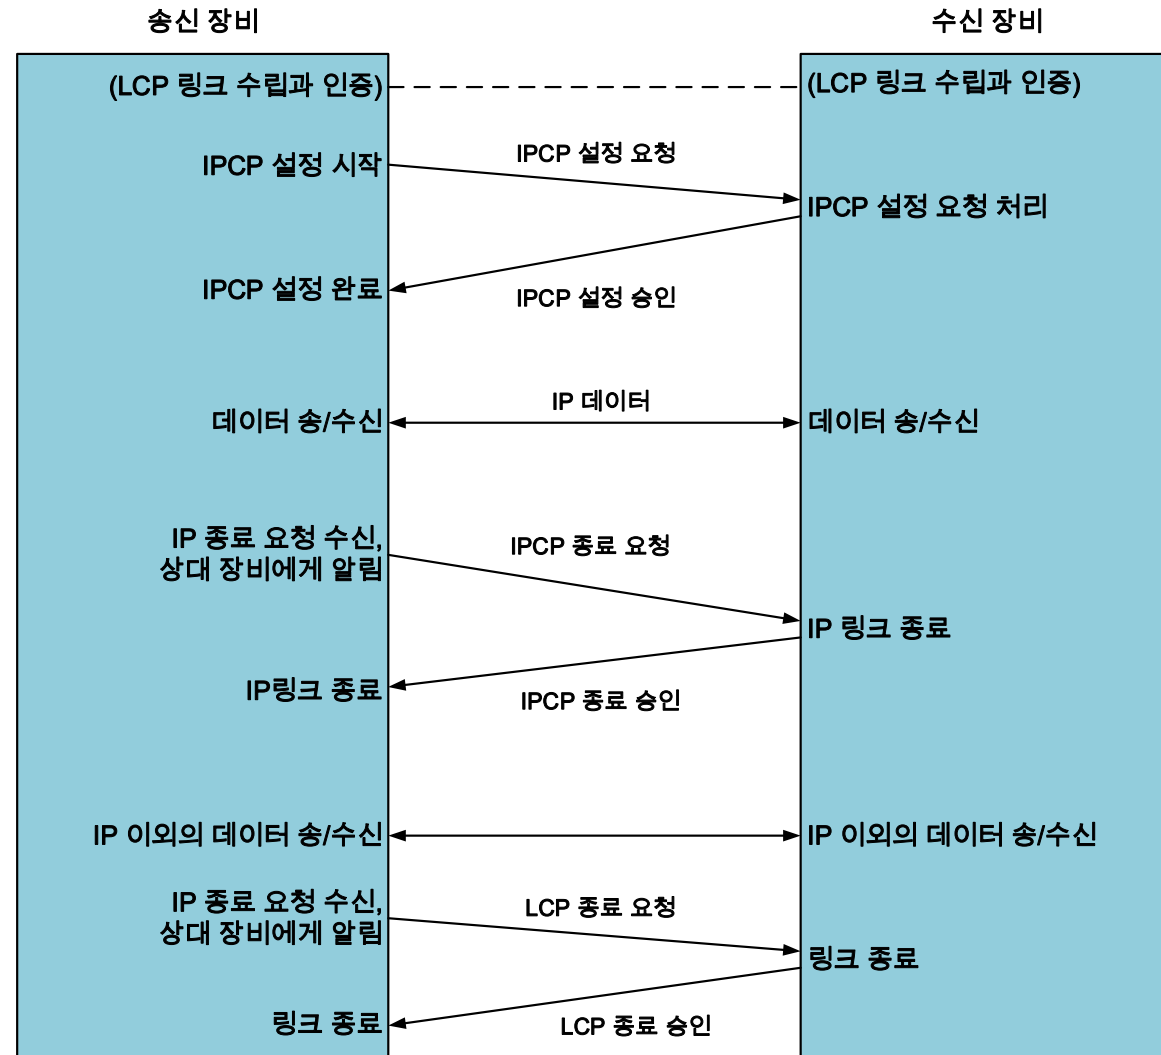 송신 장비
수신 장비
(LCP 링크 수립과 인증)
(LCP 링크 수립과 인증)
IPCP 설정 시작
IPCP 설정 요청
IPCP 설정 요청 처리
IPCP 설정 완료
IPCP 설정 승인
데이터 송/수신
IP 데이터
데이터 송/수신
IP 종료 요청 수신,
상대 장비에게 알림
IPCP 종료 요청
IP 링크 종료
IP링크 종료
IPCP 종료 승인
IP 이외의 데이터 송/수신
IP 이외의 데이터 송/수신
IP 종료 요청 수신,
상대 장비에게 알림
LCP 종료 요청
링크 종료
링크 종료
LCP 종료 승인